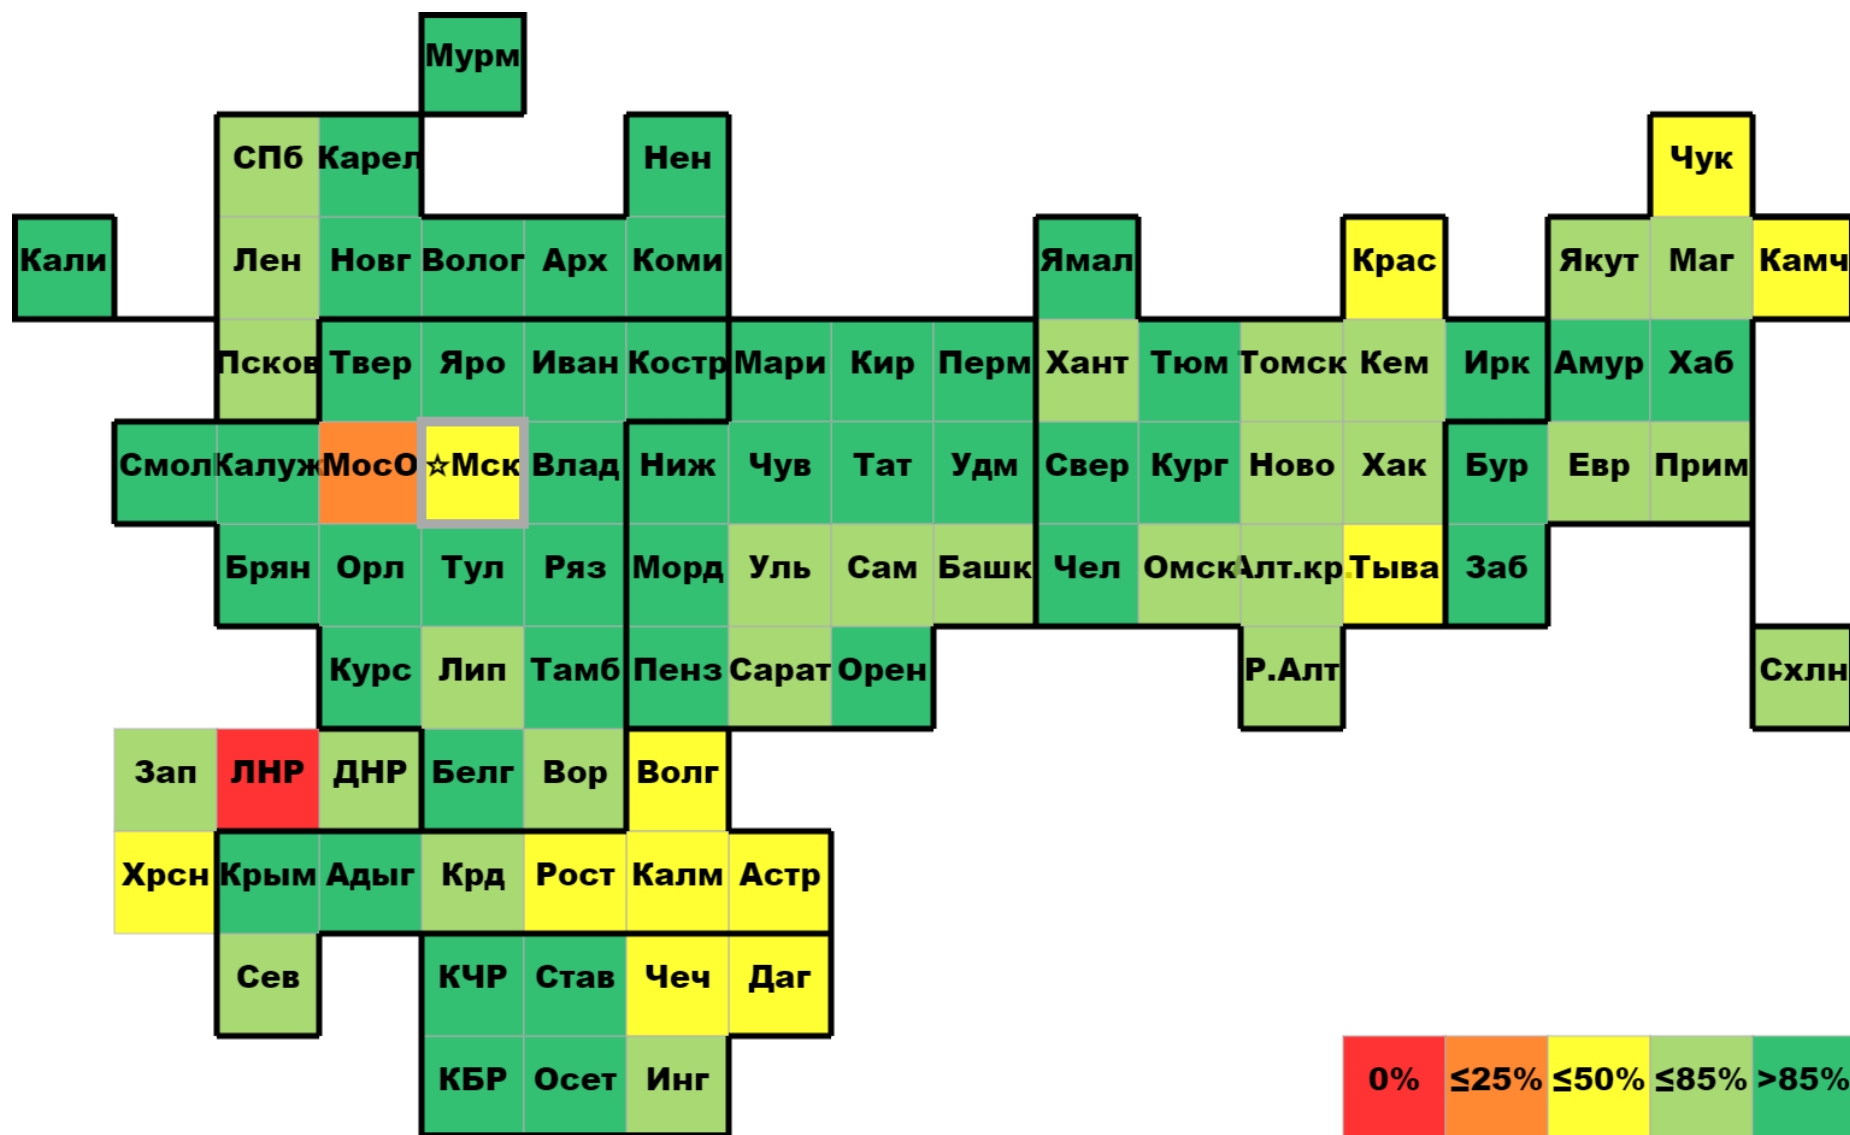 Мурм
СПб Карел Нен Чук
Кали Лен Новг Волог Арх Коми Ямал Крас Якут Маг Камч
Псков Твер Яро Иван Костр Мари Кир Перм Хант Тюм Томск Кем Ирк Амур Хаб
Смол Калуж МосО ☆Мск Влад Ниж Чув Тат Удм Свер Кург Ново Хак Бур Евр Прим
Брян Орл Тул Ряз Морд Уль Сам Башк Чел Омск Алт.кр. Тыва Заб
Курс Лип Тамб Пенз Сарат Орен Р.Алт Схлн
Зап ЛНР ДНР Белг Вор Волг
Хрсн Крым Адыг Крд Рост Калм Астр
Сев КЧР Став Чеч Даг
КБР Осет Инг 0% ≤25% ≤50% ≤85% >85%